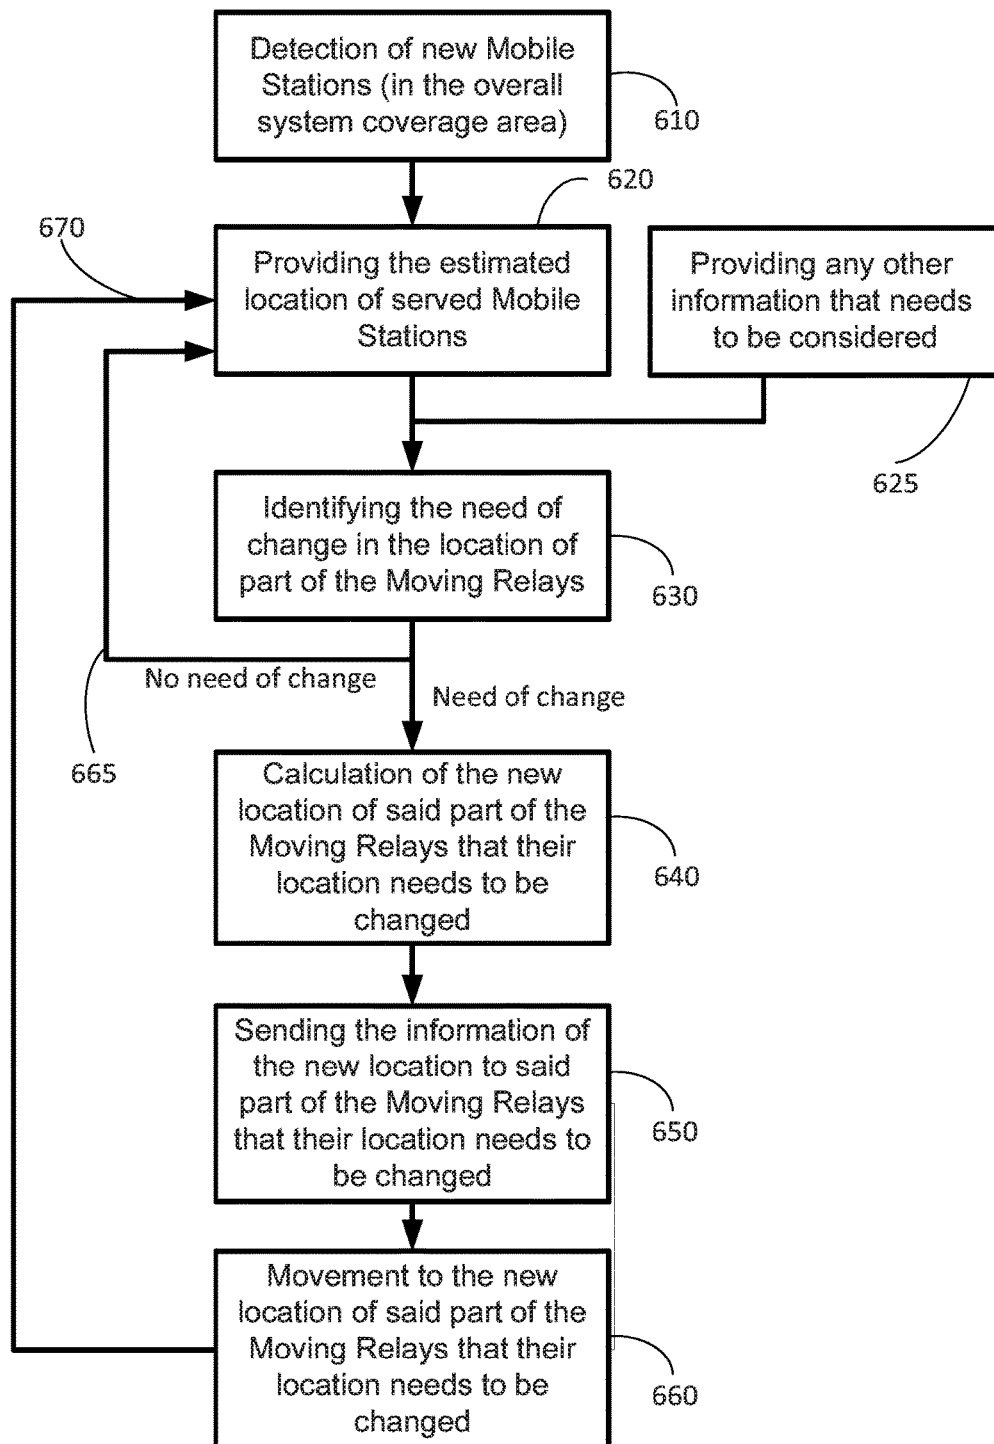 Detection of new Mobile
Stations (in the overall
system coverage area)
610
620
670
Providing the estimated
location of served Mobile
Stations
Providing any other
information that needs
to be considered
625
Identifying the need of
change in the location of
part of the Moving Relays
630
No need of change
Need of change
665
Calculation of the new
location of said part of the
Moving Relays that their
location needs to be
changed
640
Sending the information of
the new location to said
part of the Moving Relays
that their location needs to
be changed
650
Movement to the new
location of said part of the
Moving Relays that their
location needs to be
changed
660